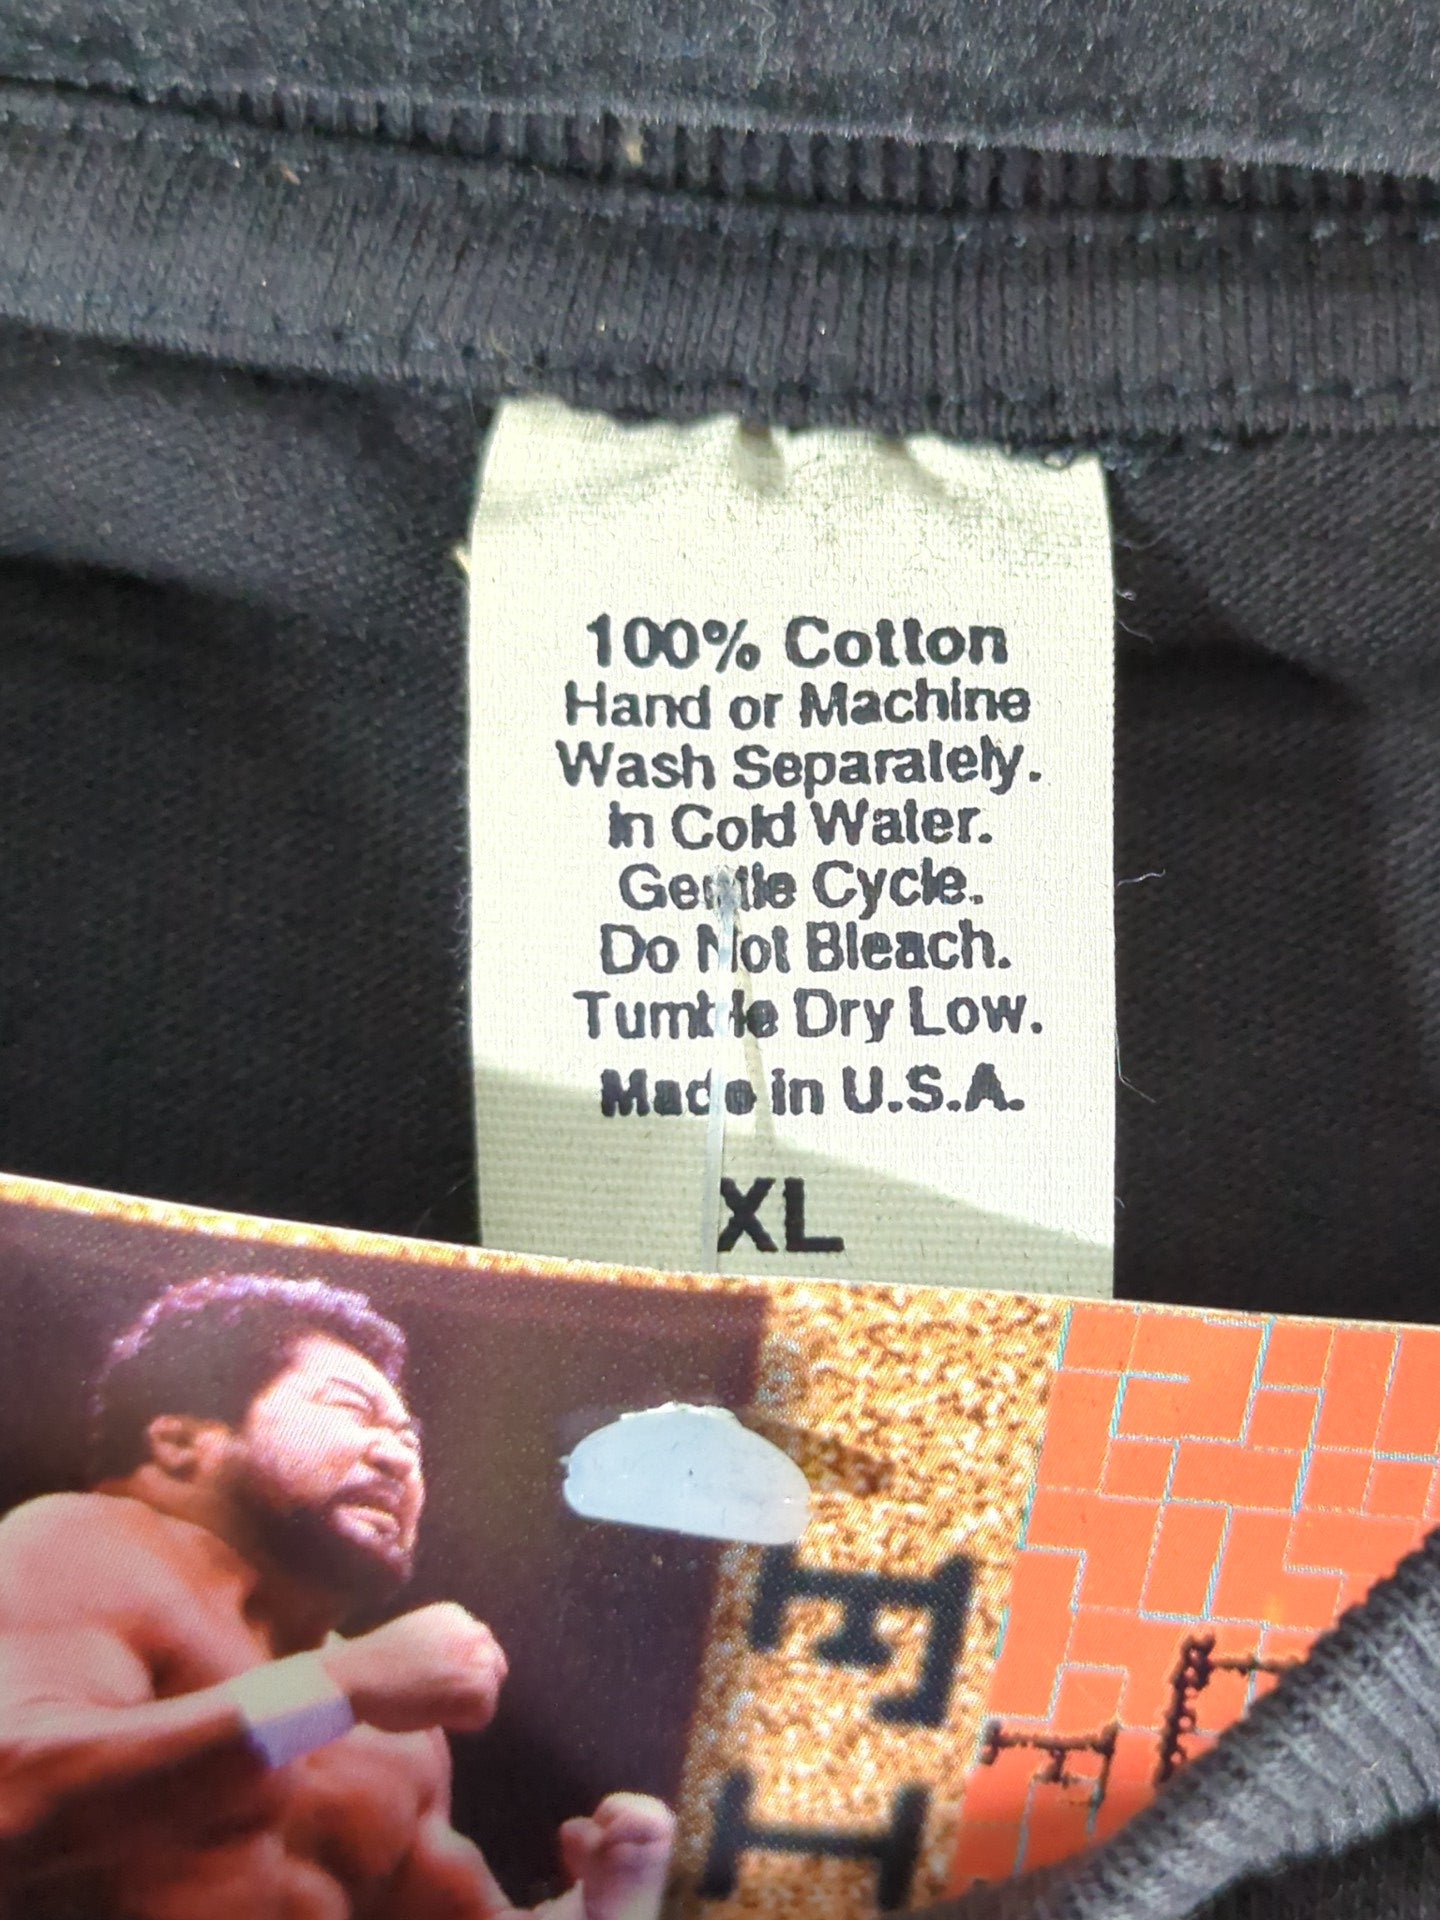 100% Cotton
Hand or Machine
Wash Separately.
In Cold Water.
Gentle Cycle.
Do Not Bleach.
Tumble Dry Low.
Made in U.S.A.
XL